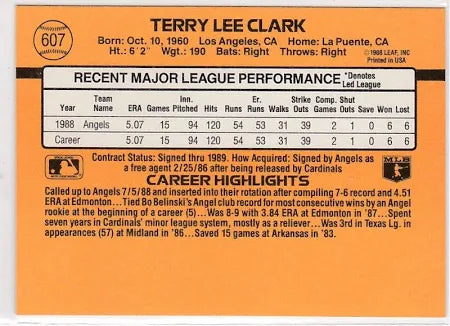 607
TERRY LEE CLARK
Born: Oct. 10, 1960 Los Angeles, CA Home: La Puente, CA
Ht.: 6' 2" Wgt.: 190 Bats: Right Throws: Right
©1988 LEAF, INC
Printed in USA
RECENT MAJOR LEAGUE PERFORMANCE *Denotes Led League
Year Team Name ERA Games Inn. Pitched Hits Runs Er. Runs Walks Strike Outs Comp. Games Shut Outs Save Won Lost
1988 Angels 5.07 15 94 120 54 53 31 39 2 1 0 6 6
Career 5.07 15 94 120 54 53 31 39 2 1 0 6 6
Contract Status: Signed thru 1989. How Acquired: Signed by Angels as
a free agent 2/25/86 after being released by Cardinals
MLB
CAREER HIGHLIGHTS
Called up to Angels 7/5/88 and inserted into their rotation after compiling 7-6 record and 4.51
ERA at Edmonton...Tied Bo Belinski's Angel club record for most consecutive wins by an Angel
rookie at the beginning of a career (5)...Was 8-9 with 3.84 ERA at Edmonton in '87...Spent
seven years in Cardinals' minor league system, mostly as a reliever...Was 3rd in Texas Lg. in
appearances (57) at Midland in '86...Saved 15 games at Arkansas in '83.